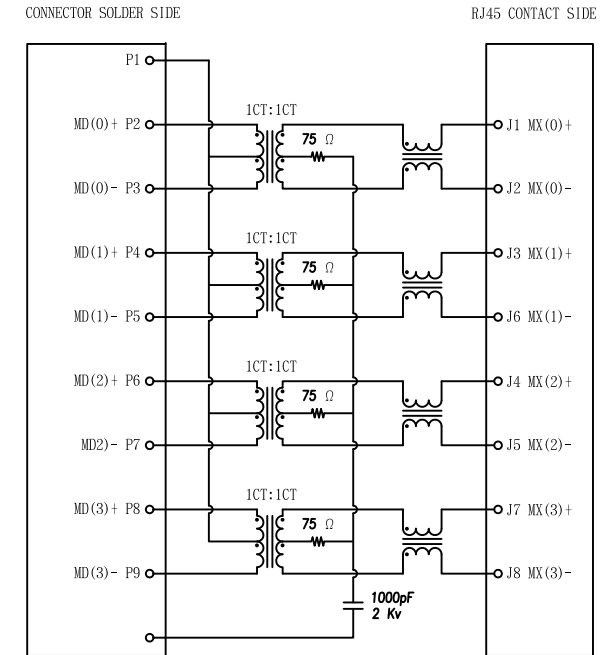 CONNECTOR SOLDER SIDE RJ45 CONTACT SIDE
P1
1CT:1CT
MD(0)+ P2 75 Ω J1 MX(0)+
MD(0)- P3 J2 MX(0)-
1CT:1CT
MD(1)+ P4 75 Ω J3 MX(1)+
MD(1)- P5 J6 MX(1)-
1CT:1CT
MD(2)+ P6 75 Ω J4 MX(2)+
MD2)- P7 J5 MX(2)-
1CT:1CT
MD(3)+ P8 75 Ω J7 MX(3)+
MD(3)- P9 J8 MX(3)-
1000pF
2 Kv